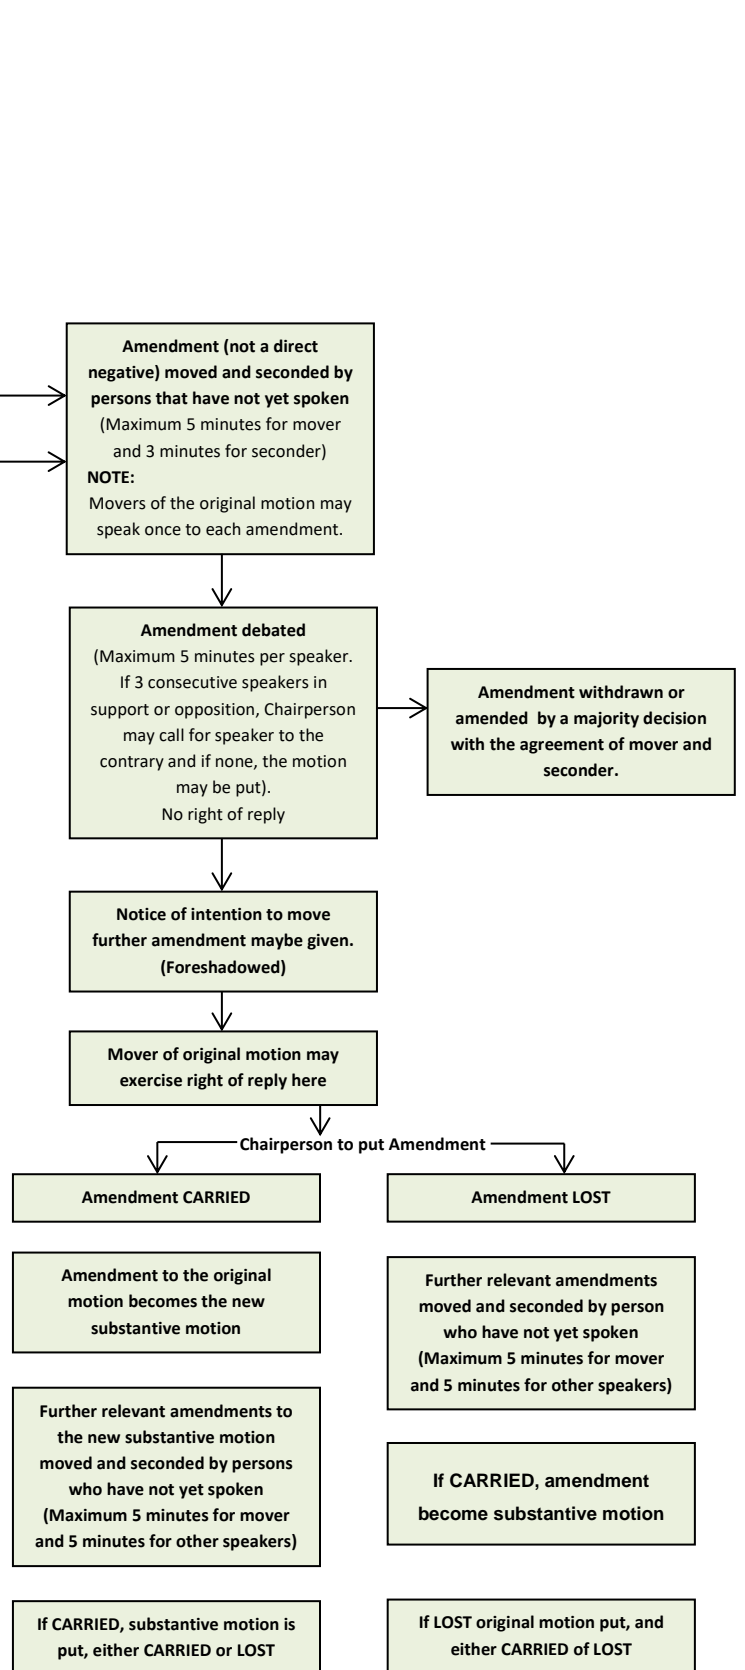 Amendment (not a direct
negative) moved and seconded by
persons that have not yet spoken
(Maximum 5 minutes for mover
and 3 minutes for seconder)
NOTE:
Movers of the original motion may
speak once to each amendment.
Amendment debated
(Maximum 5 minutes per speaker.
If 3 consecutive speakers in
support or opposition, Chairperson
may call for speaker to the
contrary and if none, the motion
may be put).
No right of reply
Amendment withdrawn or
amended by a majority decision
with the agreement of mover and
seconder.
Notice of intention to move
further amendment maybe given.
(Foreshadowed)
Mover of original motion may
exercise right of reply here
Chairperson to put Amendment
Amendment CARRIED
Amendment to the original
motion becomes the new
substantive motion
Further relevant amendments to
the new substantive motion
moved and seconded by persons
who have not yet spoken
(Maximum 5 minutes for mover
and 5 minutes for other speakers)
If CARRIED, substantive motion is
put, either CARRIED or LOST
Amendment LOST
Further relevant amendments
moved and seconded by person
who have not yet spoken
(Maximum 5 minutes for mover
and 5 minutes for other speakers)
If CARRIED, amendment
become substantive motion
If LOST original motion put, and
either CARRIED of LOST